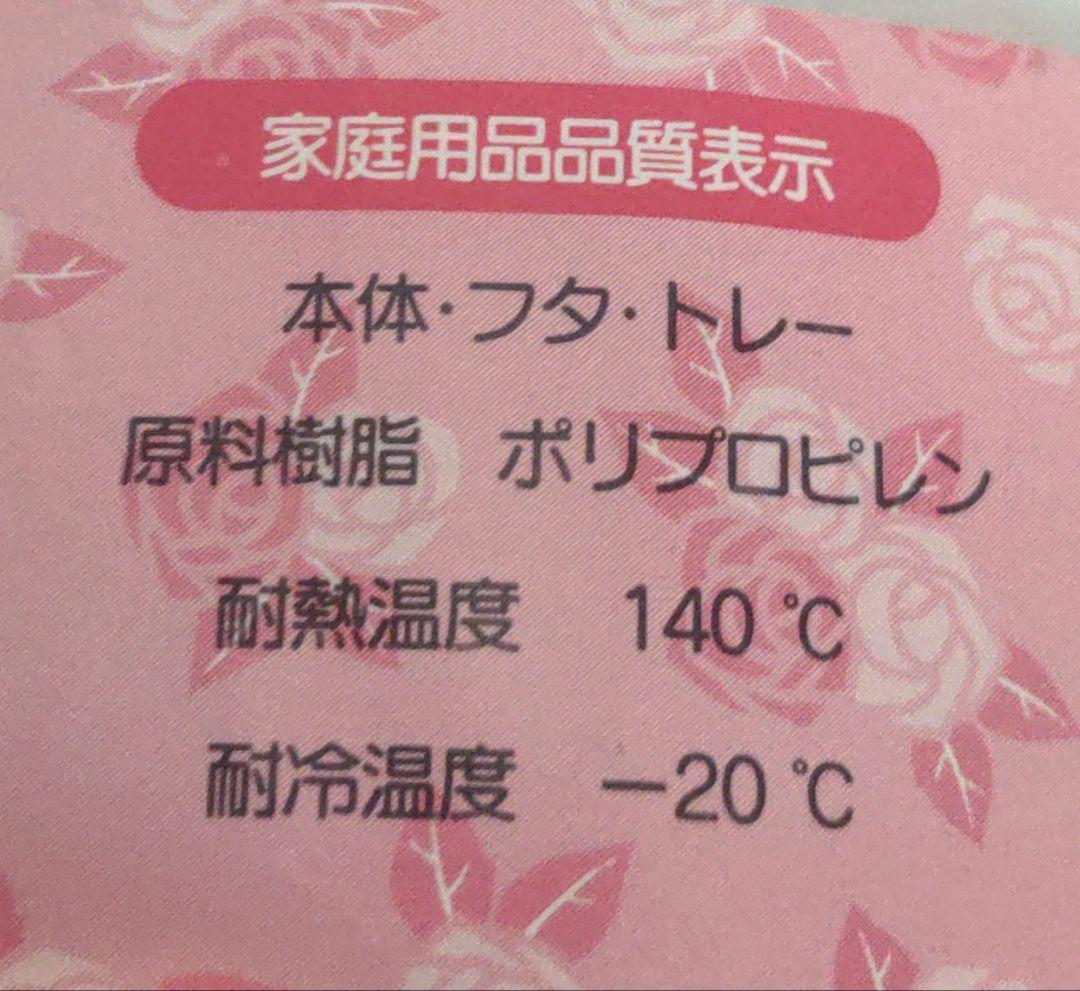 家庭用品品質表示
本体・フタ・トレー
原料樹脂　ポリプロピレン
耐熱温度　140℃
耐冷温度　−20℃